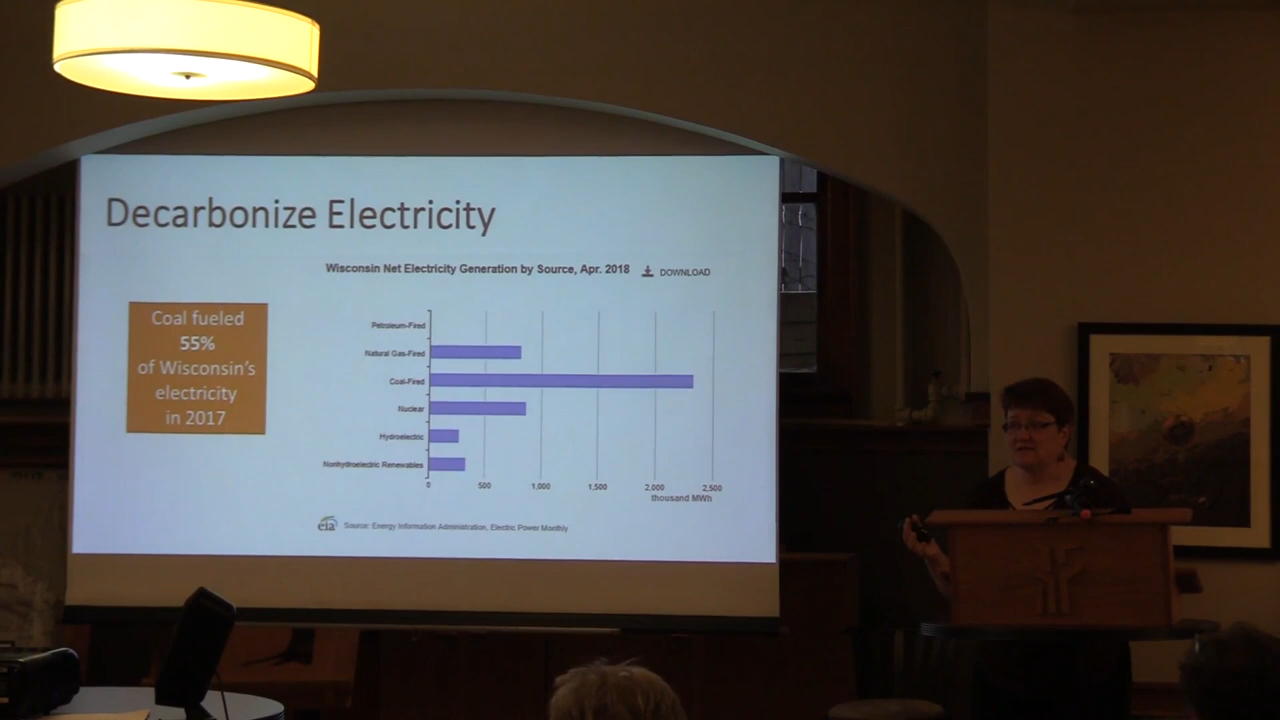 Decarbonize Electricity
Wisconsin Net Electricity Generation by Source, Apr. 2018 DOWNLOAD
Coal fueled
55%
of Wisconsin's
electricity
in 2017
Petroleum-Fired
Natural Gas-Fired
Coal-Fired
Nuclear
Hydroelectric
Nonhydroelectric Renewables
0 500 1,000 1,500 2,000 2,500
thousand MWh
eia Source: Energy Information Administration, Electric Power Monthly